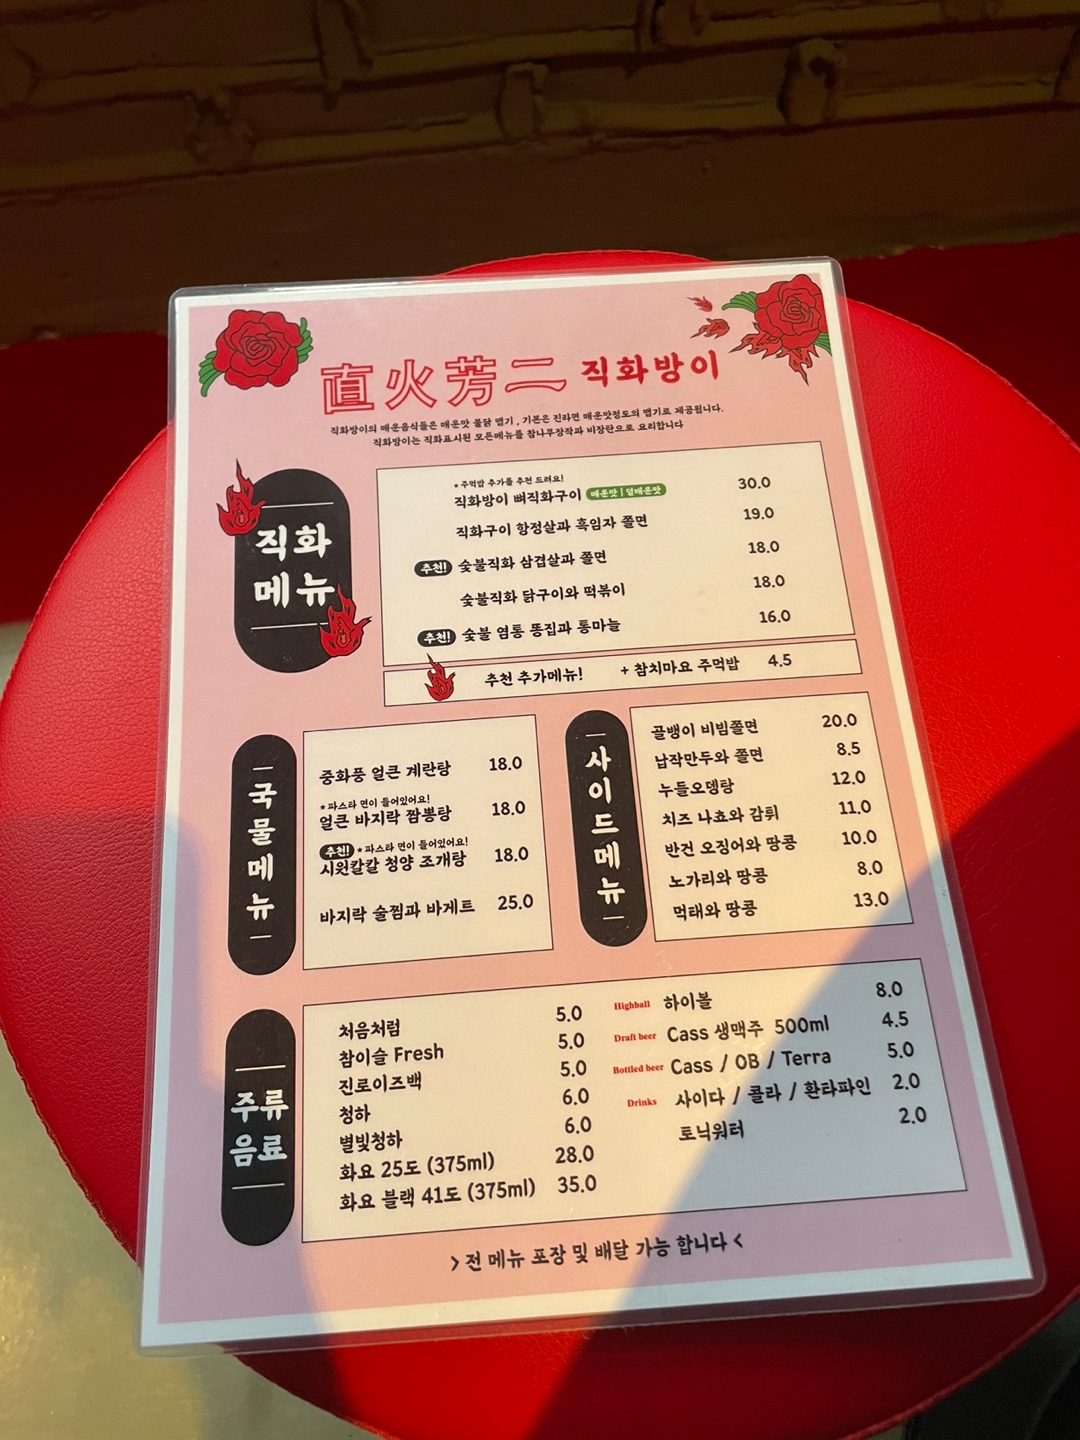 直火芳二 직화방이
직화방이의 매운음식들은 매운맛 불닭 맵기 , 기본은 진라면 매운맛정도의 맵기로 제공됩니다.
직화방이는 직화표시된 모든메뉴를 참나무장작과 비장탄으로 요리합니다
직화
메뉴
*주먹밥 추가를 추천 드려요!
직화방이 뼈직화구이 매운맛 | 덜매운맛 30.0
직화구이 항정살과 흑임자 쫄면 19.0
추천! 숯불직화 삼겹살과 쫄면 18.0
숯불직화 닭구이와 떡볶이 18.0
추천! 숯불 염통 똥집과 통마늘 16.0
추천 추가메뉴! + 참치마요 주먹밥 4.5
국물메뉴
중화풍 얼큰 계란탕 18.0
*파스타 면이 들어있어요!
얼큰 바지락 짬뽕탕 18.0
추천! *파스타 면이 들어있어요!
시원칼칼 청양 조개탕 18.0
바지락 술찜과 바게트 25.0
사이드메뉴
골뱅이 비빔쫄면 20.0
납작만두와 쫄면 8.5
누들오뎅탕 12.0
치즈 나쵸와 감튀 11.0
반건 오징어와 땅콩 10.0
노가리와 땅콩 8.0
먹태와 땅콩 13.0
주류
음료
처음처럼 5.0
참이슬 Fresh 5.0
진로이즈백 5.0
청하 6.0
별빛청하 6.0
화요 25도 (375ml) 28.0
화요 블랙 41도 (375ml) 35.0
Highball 하이볼 8.0
Draft beer Cass 생맥주 500ml 4.5
Bottled beer Cass / OB / Terra 5.0
Drinks 사이다 / 콜라 / 환타파인 2.0
토닉워터 2.0
> 전 메뉴 포장 및 배달 가능 합니다 <